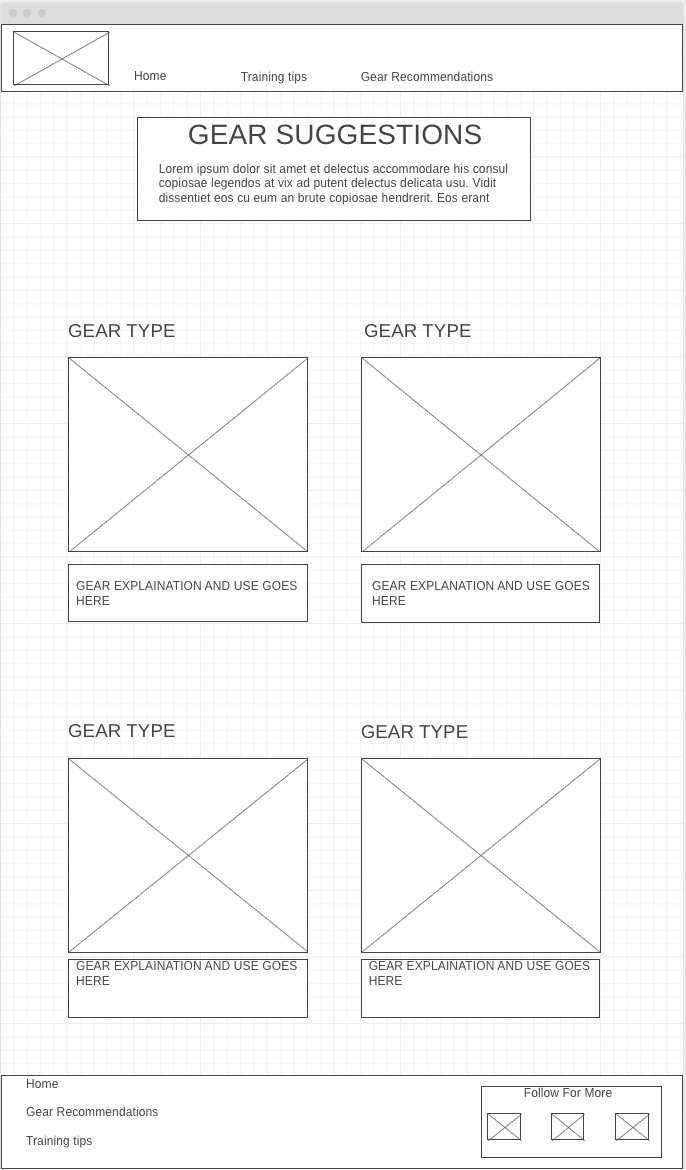 Home
Training tips
Gear Recommendations
GEAR SUGGESTIONS
Lorem ipsum dolor sit amet et delectus accommodare his consul
copiosae legendos at vix ad putent delectus delicata usu. Vidit
dissentiet eos cu eum an brute copiosae hendrerit. Eos erant
GEAR TYPE
GEAR TYPE
GEAR EXPLAINATION AND USE GOES
HERE
GEAR EXPLANATION AND USE GOES
HERE
GEAR TYPE
GEAR TYPE
GEAR EXPLAINATION AND USE GOES
HERE
GEAR EXPLAINATION AND USE GOES
HERE
Home
Gear Recommendations
Training tips
Follow For More